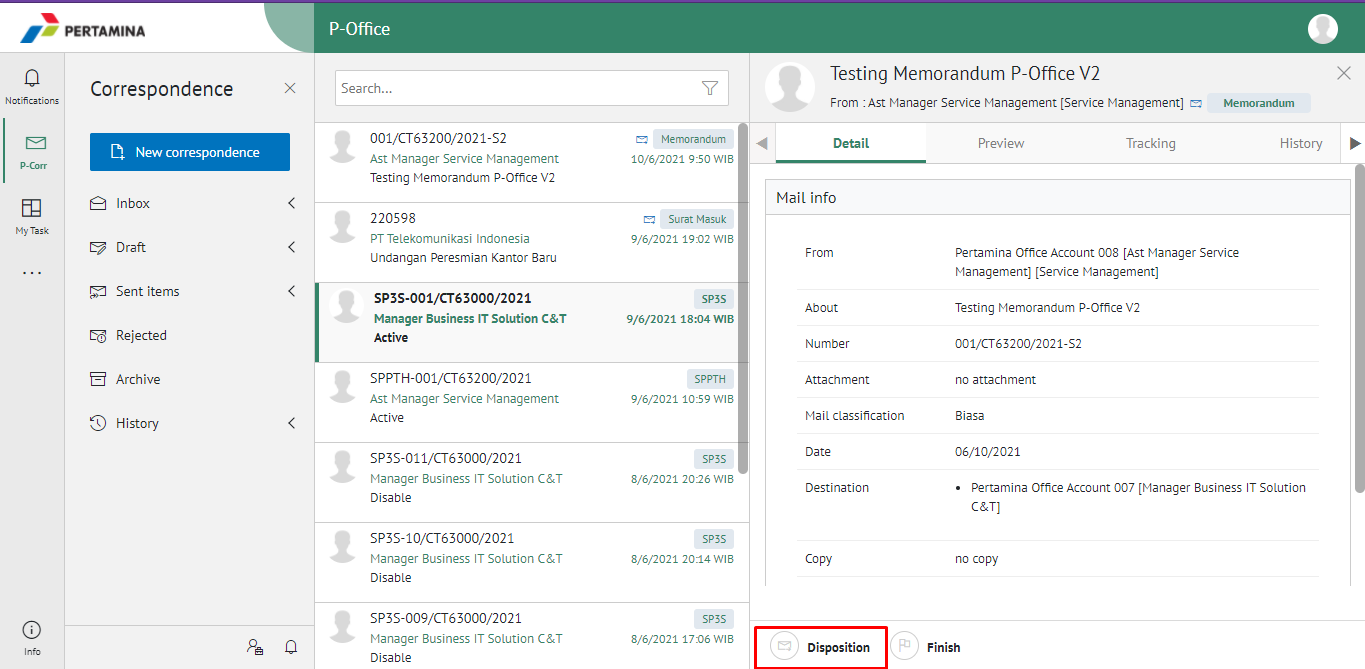 PERTAMINA
P-Office
Notifications
P-Corr
My Task
...
Info
Correspondence
New correspondence
Inbox
Draft
Sent items
Rejected
Archive
History
Search...
001/CT63200/2021-S2
Memorandum
Ast Manager Service Management
10/6/2021 9:50 WIB
Testing Memorandum P-Office V2
220598
Surat Masuk
PT Telekomunikasi Indonesia
9/6/2021 19:02 WIB
Undangan Peresmian Kantor Baru
SP3S-001/CT63000/2021
SP3S
Manager Business IT Solution C&T
9/6/2021 18:04 WIB
Active
SPPTH-001/CT63200/2021
SPPTH
Ast Manager Service Management
9/6/2021 10:59 WIB
Active
SP3S-011/CT63000/2021
SP3S
Manager Business IT Solution C&T
8/6/2021 20:26 WIB
Disable
SP3S-10/CT63000/2021
SP3S
Manager Business IT Solution C&T
8/6/2021 20:14 WIB
Disable
SP3S-009/CT63000/2021
SP3S
Manager Business IT Solution C&T
8/6/2021 17:06 WIB
Disable
Testing Memorandum P-Office V2
From : Ast Manager Service Management [Service Management]
Memorandum
Detail
Preview
Tracking
History
Mail info
From
Pertamina Office Account 008 [Ast Manager Service
Management] [Service Management]
About
Testing Memorandum P-Office V2
Number
001/CT63200/2021-S2
Attachment
no attachment
Mail classification
Biasa
Date
06/10/2021
Destination
• Pertamina Office Account 007 [Manager Business IT Solution
C&T]
Copy
no copy
Disposition
Finish